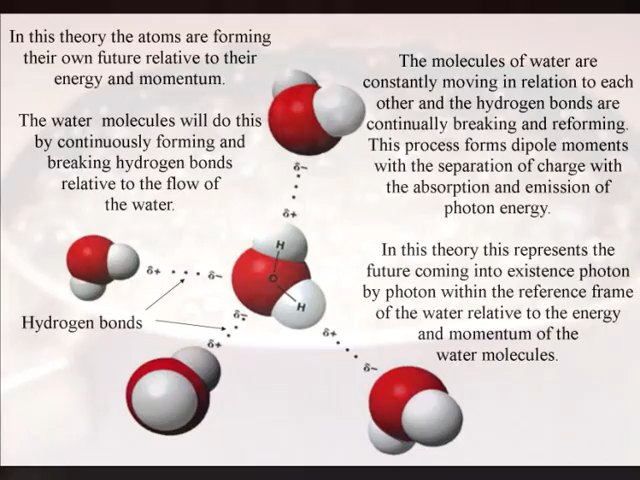 In this theory the atoms are forming
their own future relative to their
energy and momentum.
The water molecules will do this
by continuously forming and
breaking hydrogen bonds
relative to the flow of
the water.
The molecules of water are
constantly moving in relation to each
other and the hydrogen bonds are
continually breaking and reforming.
This process forms dipole moments
with the separation of charge with
the absorption and emission of
photon energy.
In this theory this represents the
future coming into existence photon
by photon within the reference frame
of the water relative to the energy
and momentum of the
water molecules.
δ−
δ+
H
O
H
δ+
δ−
Hydrogen bonds
δ−
δ+
δ+
δ−